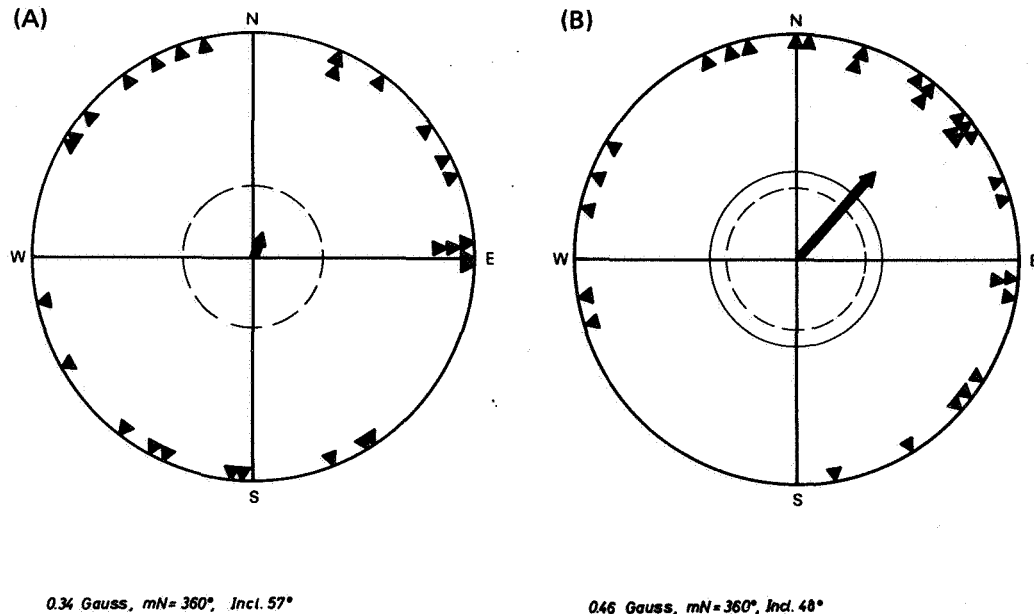 (A)
N
W
E
S
0.34 Gauss, mN = 360°, Incl. 57°
(B)
N
W
E
S
0.46 Gauss, mN = 360°, Incl. 48°